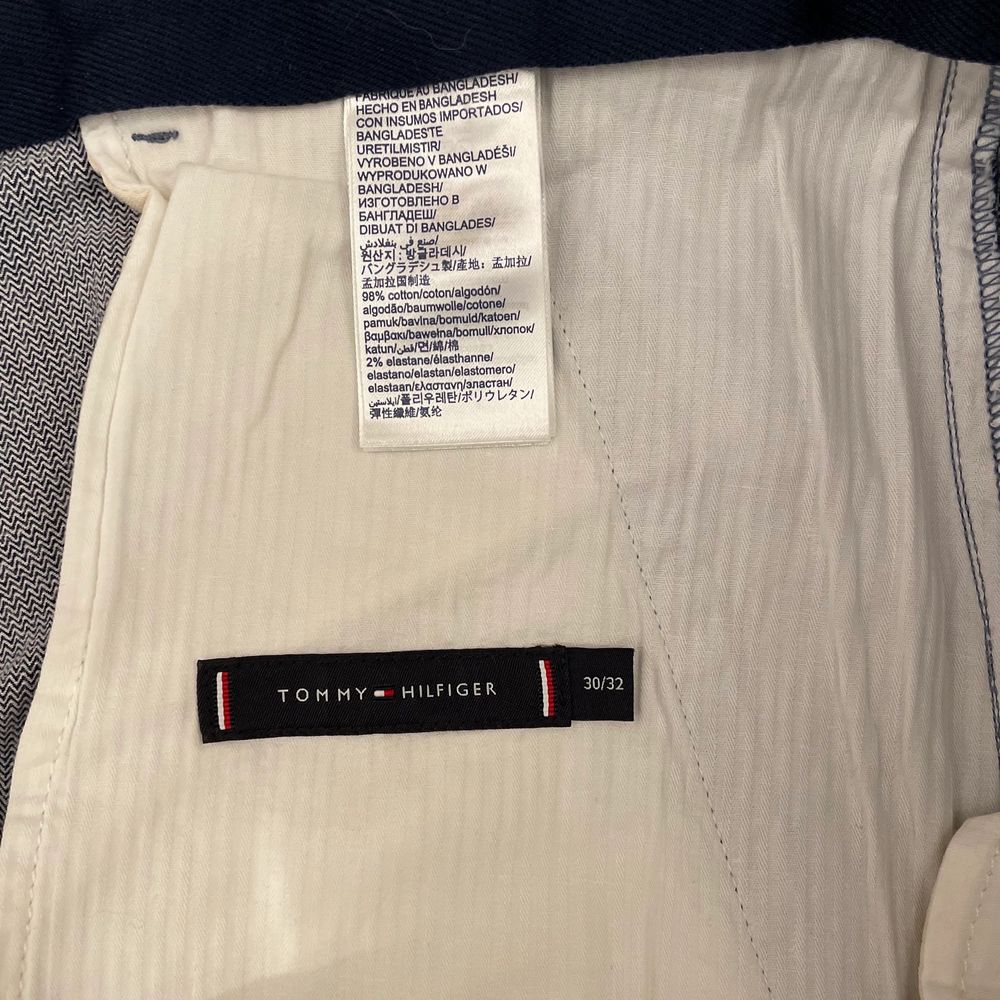 FABRIQUÉ AU BANGLADESH/
HECHO EN BANGLADESH
CON INSUMOS IMPORTADOS/
BANGLADEŞ'TE
URETILMISTIR/
VYROBENO V BANGLADÉŠI/
WYPRODUKOWANO W
BANGLADESH/
ИЗГОТОВЛЕНО В
БАНГЛАДЕШ/
DIBUAT DI BANGLADES/
صنع في بنغلادش/
원산지 : 방글라데시/
バングラデシュ製/產地：孟加拉/
孟加拉国制造
98% cotton/coton/algodón/
algodão/baumwolle/cotone/
pamuk/bavlna/bomuld/katoen/
βαμβακι/bawełna/bomull/хлопок/
katun/قطن/면/綿/棉
2% elastane/élasthanne/
elastano/elastan/elastomero/
elastaan/ελαστανη/эластан/
ايلاستين/폴리우레탄/ポリウレタン/
彈性纖維/氨纶
TOMMY HILFIGER
30/32